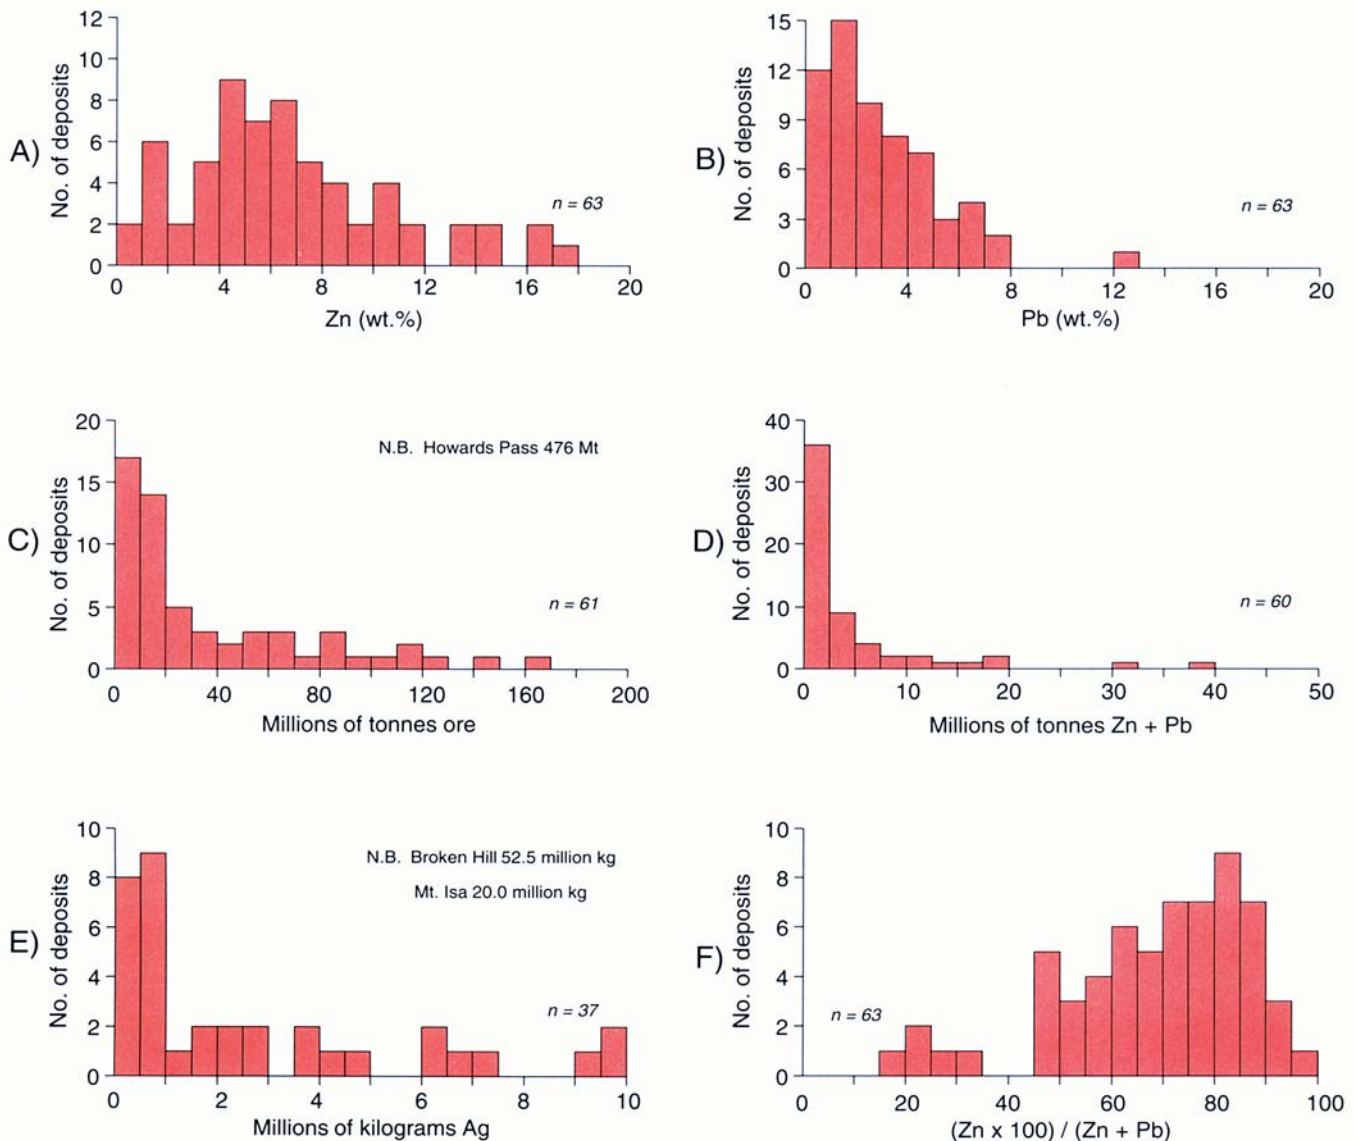 A)
No. of deposits
12
10
8
6
4
2
0
n = 63
0 4 8 12 16 20
Zn (wt.%)
B)
No. of deposits
15
12
9
6
3
0
n = 63
0 4 8 12 16 20
Pb (wt.%)
C)
No. of deposits
20
15
10
5
0
N.B. Howards Pass 476 Mt
n = 61
0 40 80 120 160 200
Millions of tonnes ore
D)
No. of deposits
40
30
20
10
0
n = 60
0 10 20 30 40 50
Millions of tonnes Zn + Pb
E)
No. of deposits
10
8
6
4
2
0
N.B. Broken Hill 52.5 million kg
Mt. Isa 20.0 million kg
n = 37
0 2 4 6 8 10
Millions of kilograms Ag
F)
No. of deposits
10
8
6
4
2
0
n = 63
0 20 40 60 80 100
(Zn x 100) / (Zn + Pb)